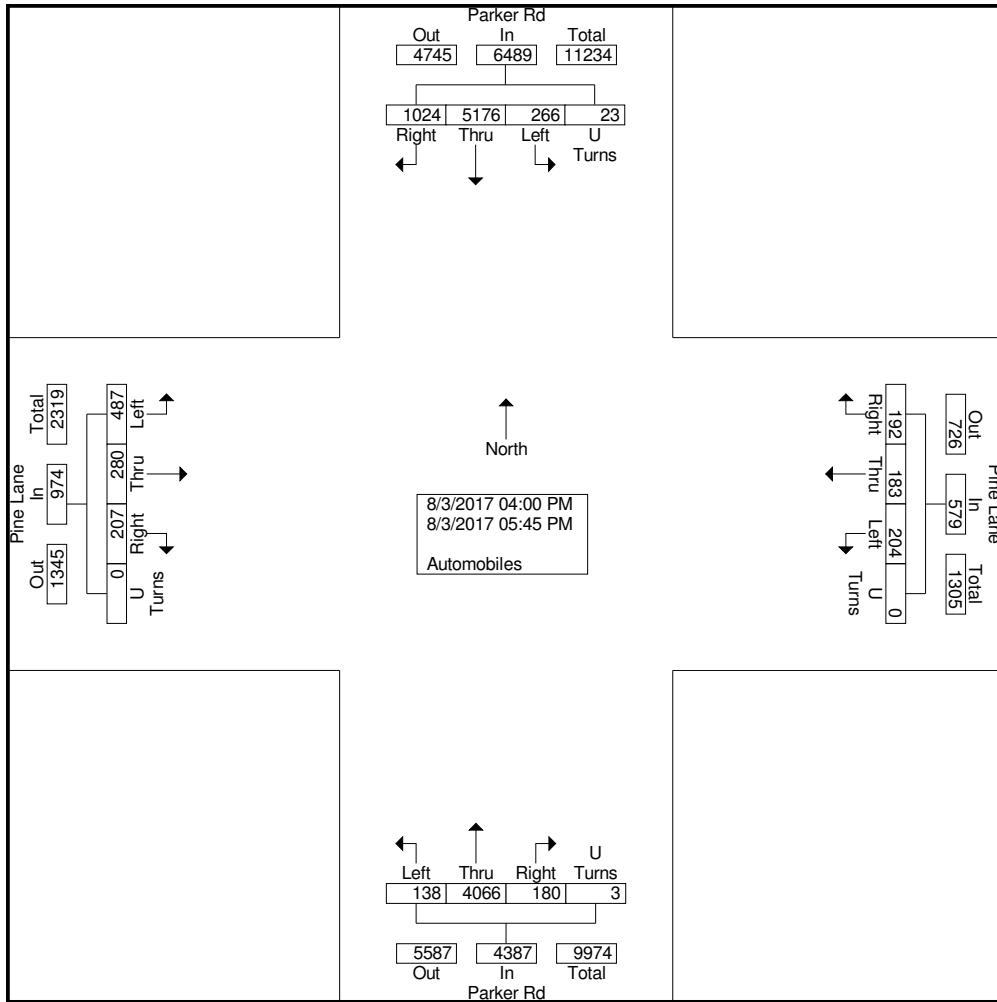 Parker Rd
Out In Total
4745 6489 11234
1024 5176 266 23
Right Thru Left U
Turns
Pine Lane
Total In Out
2319 974 1345
487 280 207 0
Left Thru Right U
Turns
North
8/3/2017 04:00 PM
8/3/2017 05:45 PM
Automobiles
Right Thru Left U
Turns
192 183 204 0
Out In Total
726 579 1305
Pine Lane
U
Left Thru Right Turns
138 4066 180 3
5587 4387 9974
Out In Total
Parker Rd